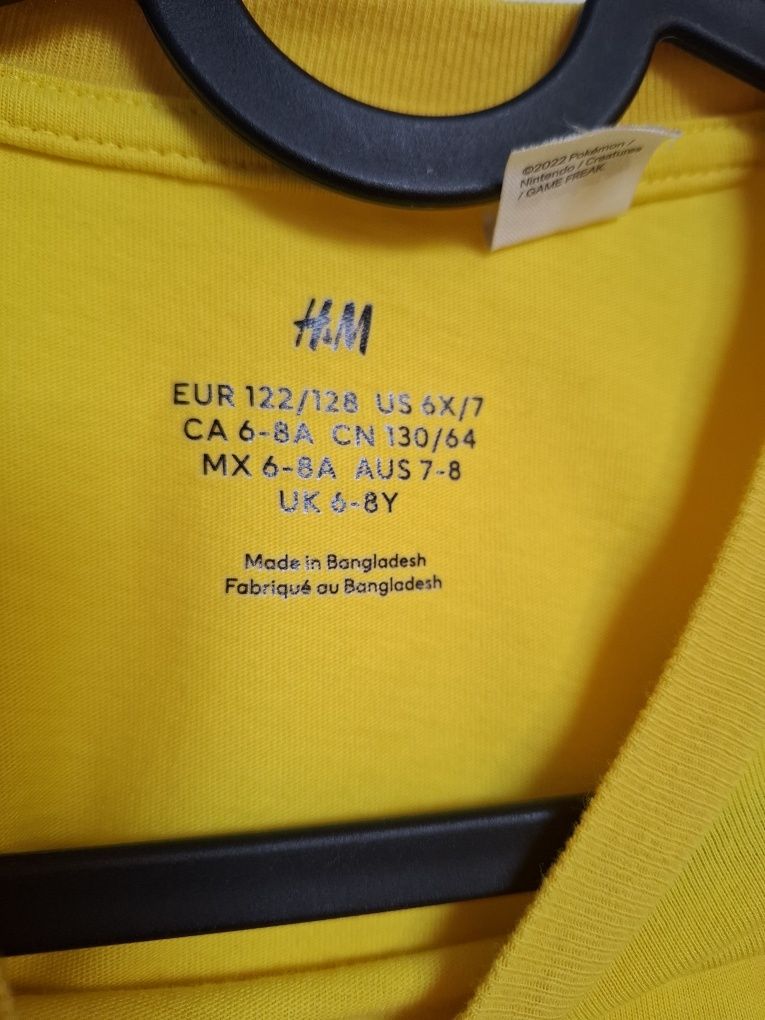 ©2022 Pokémon /
Nintendo / Creatures
/ GAME FREAK
H&M
EUR 122/128 US 6X/7
CA 6-8A CN 130/64
MX 6-8A AUS 7-8
UK 6-8Y
Made in Bangladesh
Fabriqué au Bangladesh